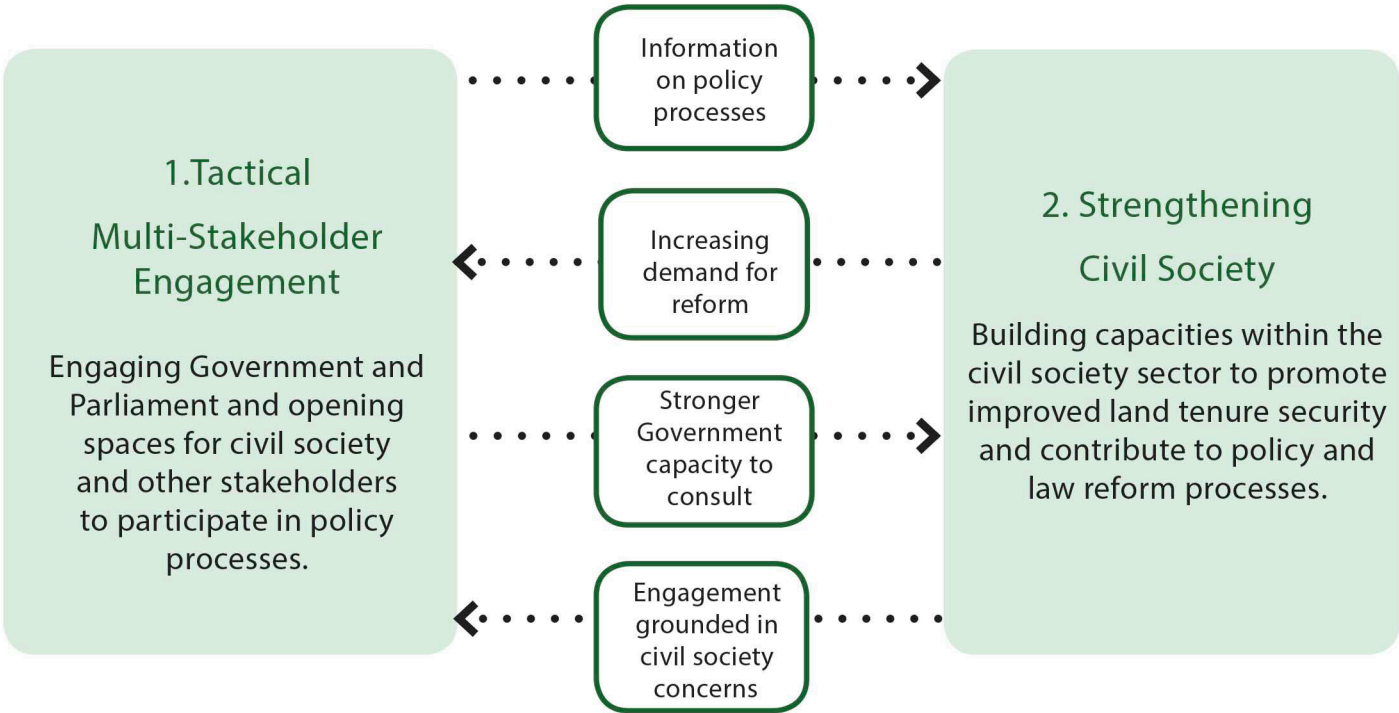 1.Tactical
Multi-Stakeholder
Engagement
Engaging Government and
Parliament and opening
spaces for civil society
and other stakeholders
to participate in policy
processes.
Information
on policy
processes
Increasing
demand for
reform
Stronger
Government
capacity to
consult
Engagement
grounded in
civil society
concerns
2. Strengthening
Civil Society
Building capacities within the
civil society sector to promote
improved land tenure security
and contribute to policy and
law reform processes.